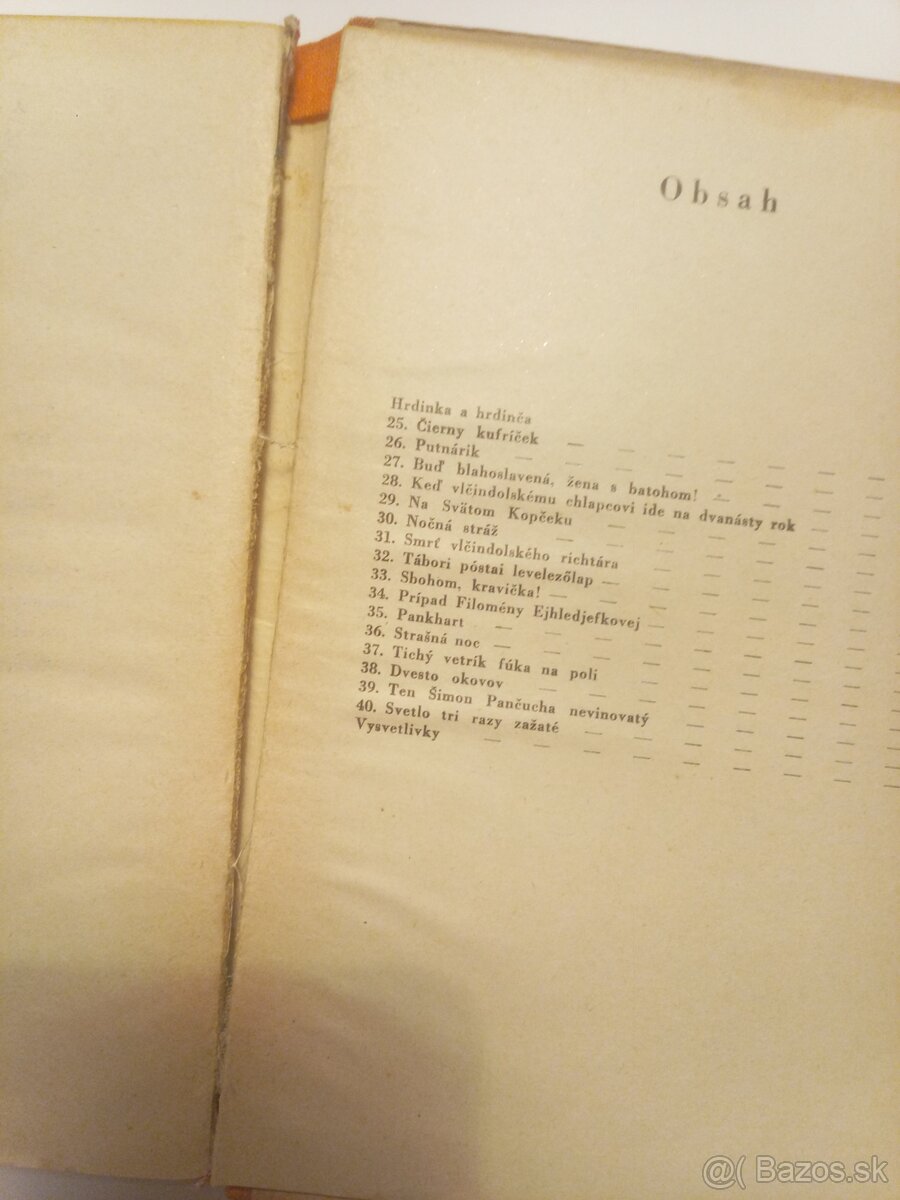 Obsah
Hrdinka a hrdinča
25. Čierny kufríček — — — — — — —
26. Putnárik — — — — — — — —
27. Buď blahoslavená, žena s batohom! — — — —
28. Keď vlčindolskému chlapcovi ide na dvanásty rok — —
29. Na Svätom Kopčeku — — — — — —
30. Nočná stráž — — — — — — —
31. Smrť vlčindolského richtára — — — — —
32. Tábori póstai levelezőlap — — — — — —
33. Sbohom, kravička! — — — — — — —
34. Prípad Filomény Ejhledjefkovej — — — — —
35. Pankhart — — — — — — — — —
36. Strašná noc — — — — — — — —
37. Tichý vetrík fúka na polí — — — — — —
38. Dvesto okovov — — — — — — — —
39. Ten Šimon Pančucha nevinovatý — — — — —
40. Svetlo tri razy zažaté — — — — — — —
Vysvetlivky — — — — — — — — —
@( Bazos.sk